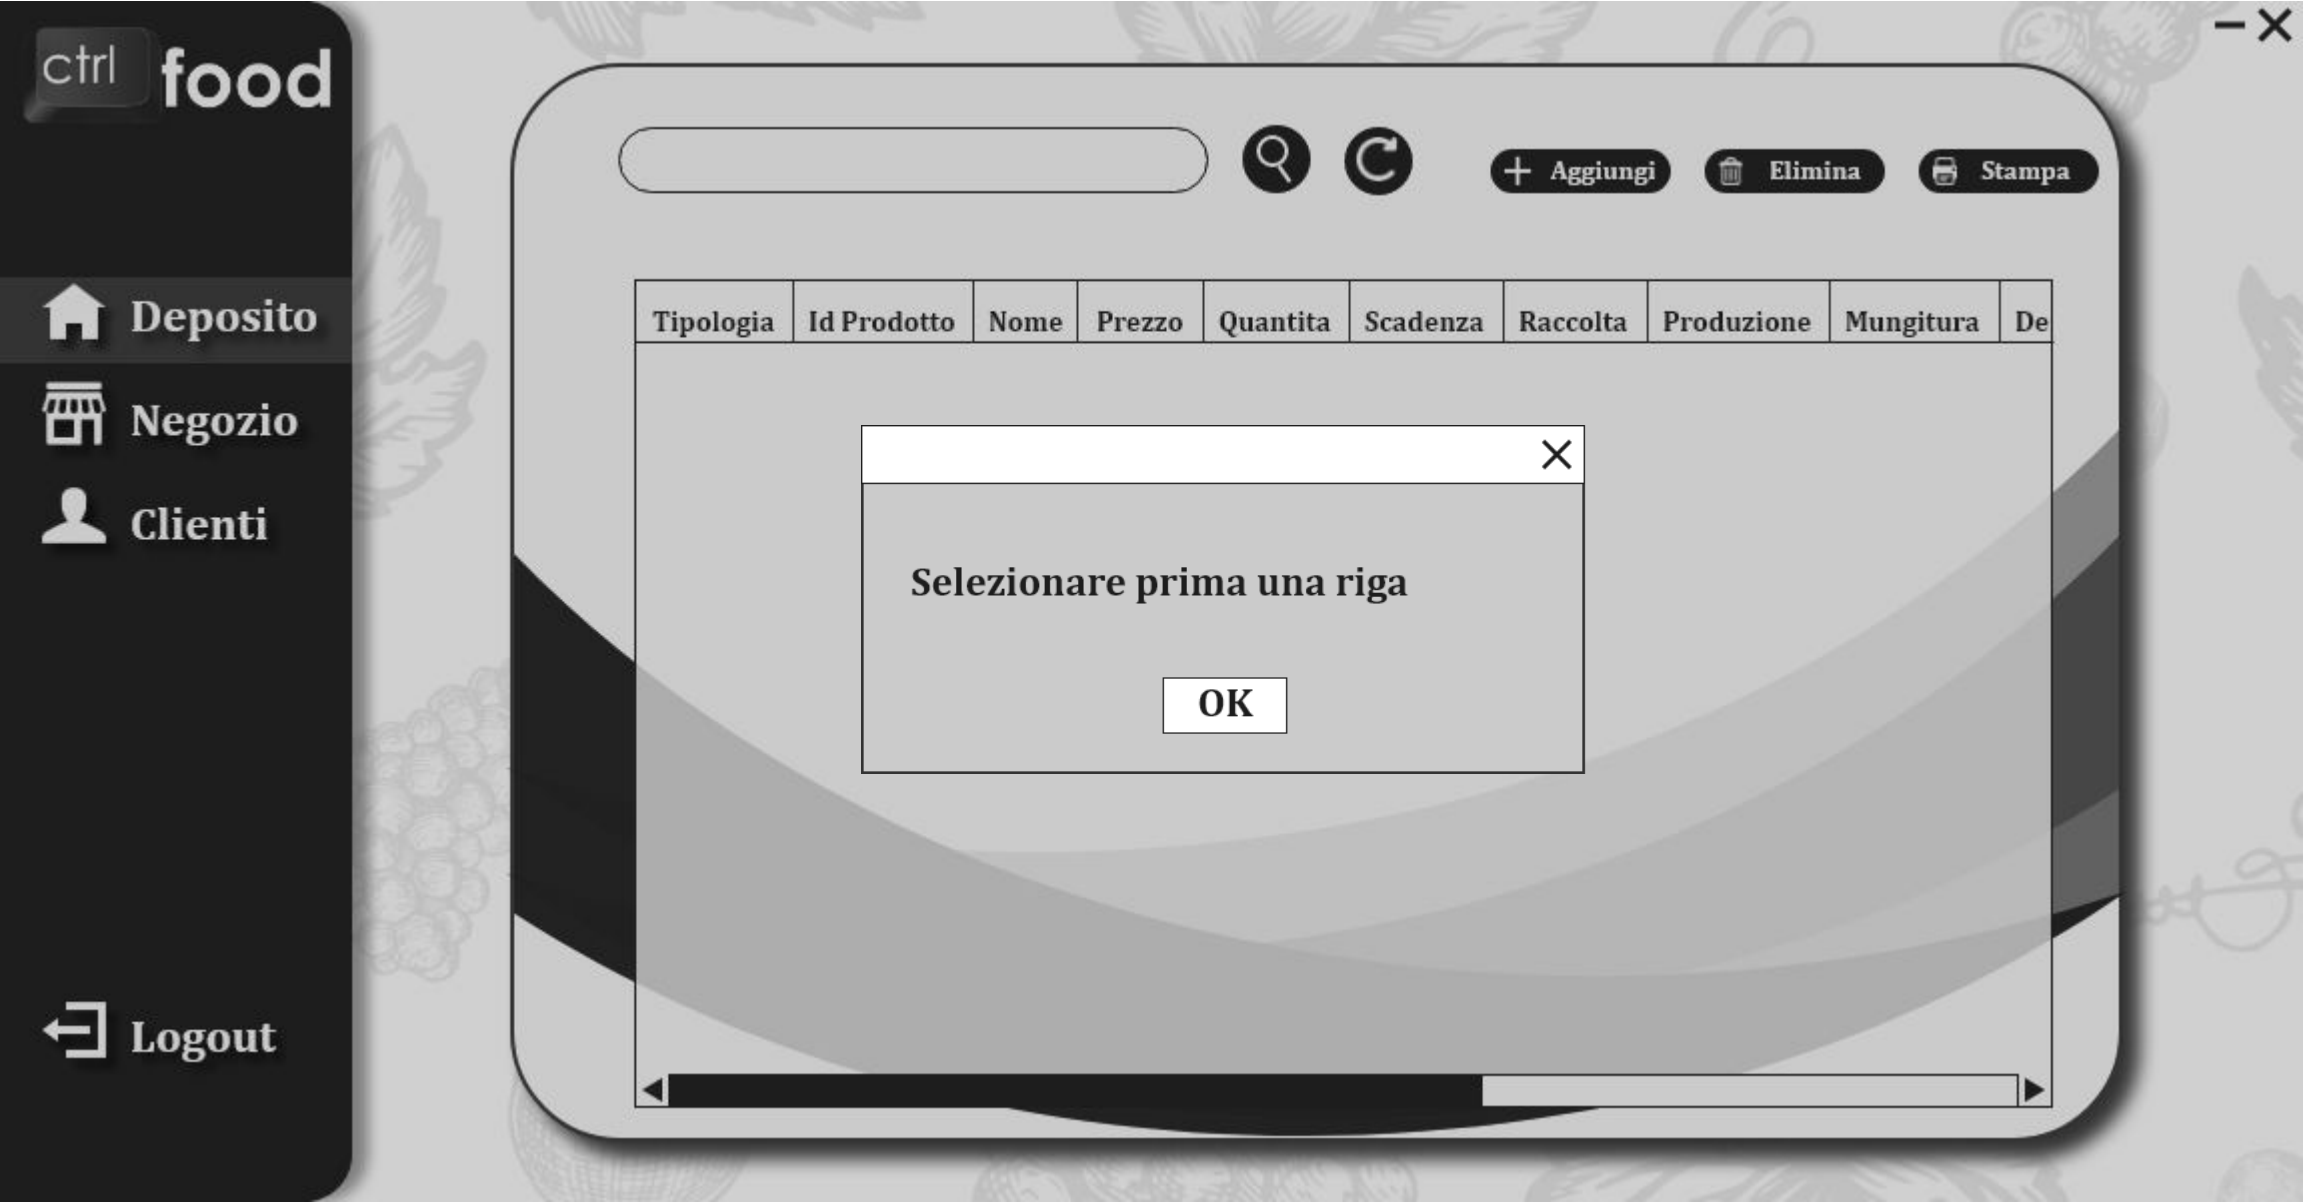 ctrl food
Aggiungi Elimina Stampa
Deposito
Negozio
Clienti
Logout
Tipologia Id Prodotto Nome Prezzo Quantita Scadenza Raccolta Produzione Mungitura De
Selezionare prima una riga
OK